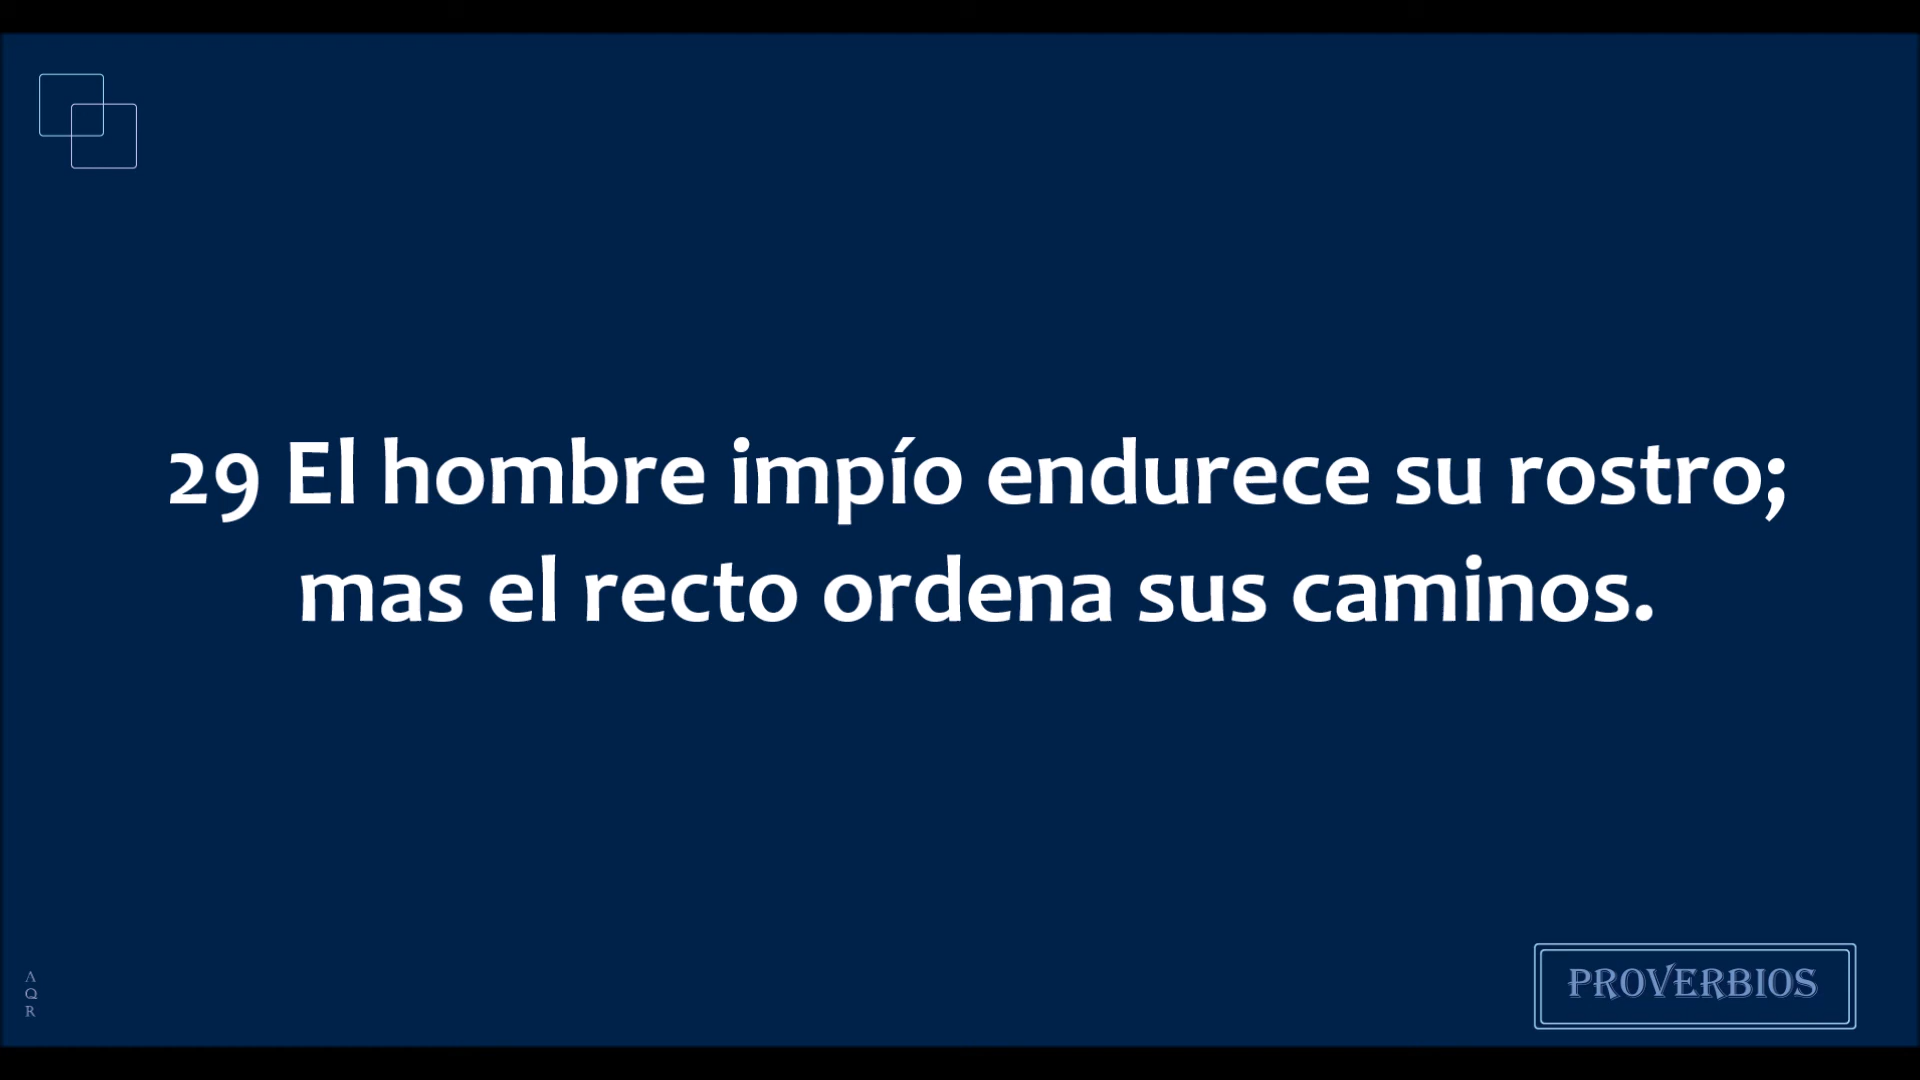 29 El hombre impío endurece su rostro;
mas el recto ordena sus caminos.
A
Q
R
PROVERBIOS